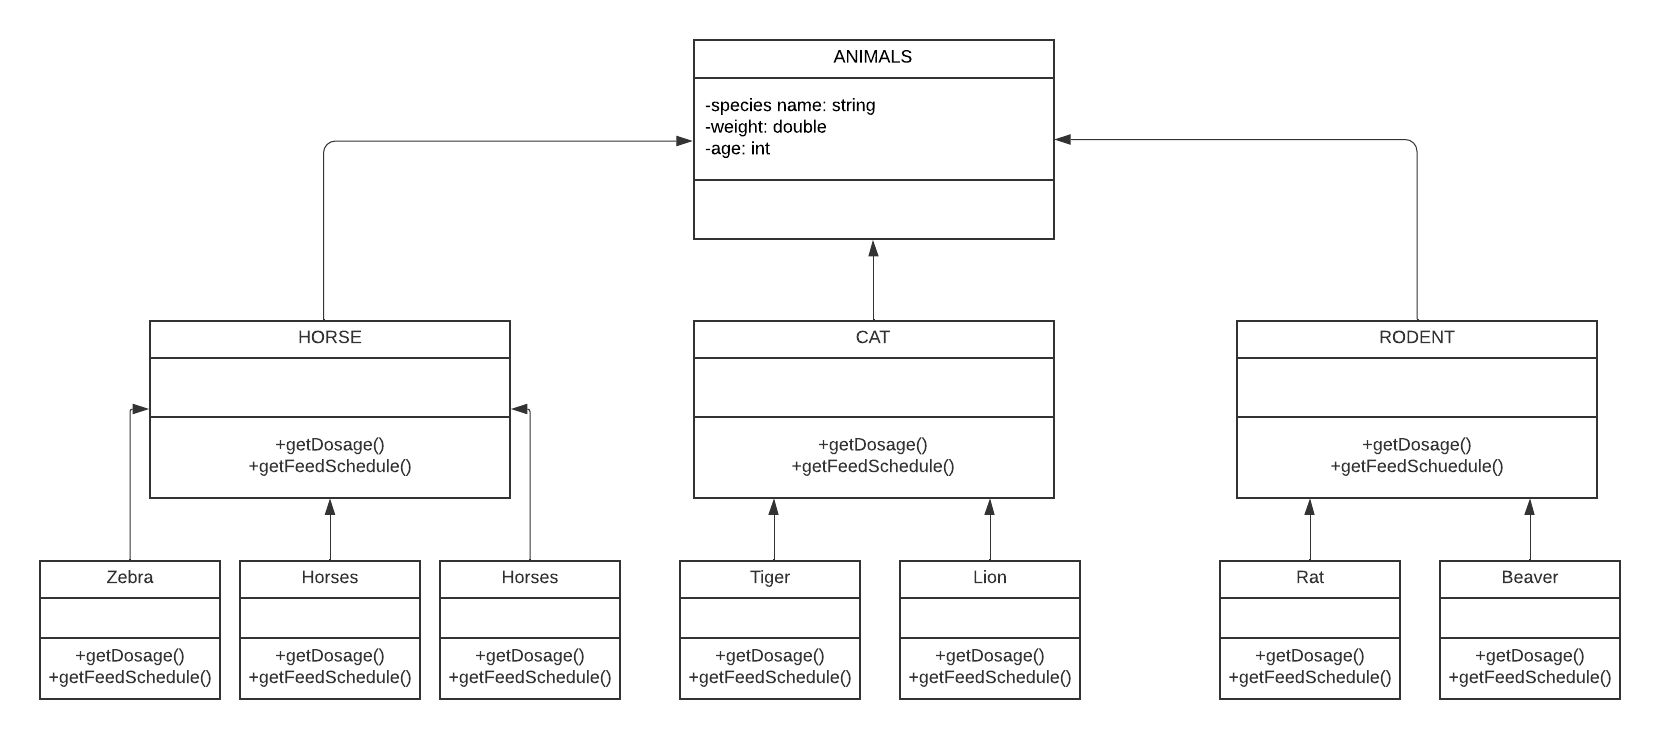 ANIMALS
-species name: string
-weight: double
-age: int
HORSE
+getDosage()
+getFeedSchedule()
CAT
+getDosage()
+getFeedSchedule()
RODENT
+getDosage()
+getFeedSchuedule()
Zebra
+getDosage()
+getFeedSchedule()
Horses
+getDosage()
+getFeedSchedule()
Horses
+getDosage()
+getFeedSchedule()
Tiger
+getDosage()
+getFeedSchedule()
Lion
+getDosage()
+getFeedSchedule()
Rat
+getDosage()
+getFeedSchedule()
Beaver
+getDosage()
+getFeedSchedule()